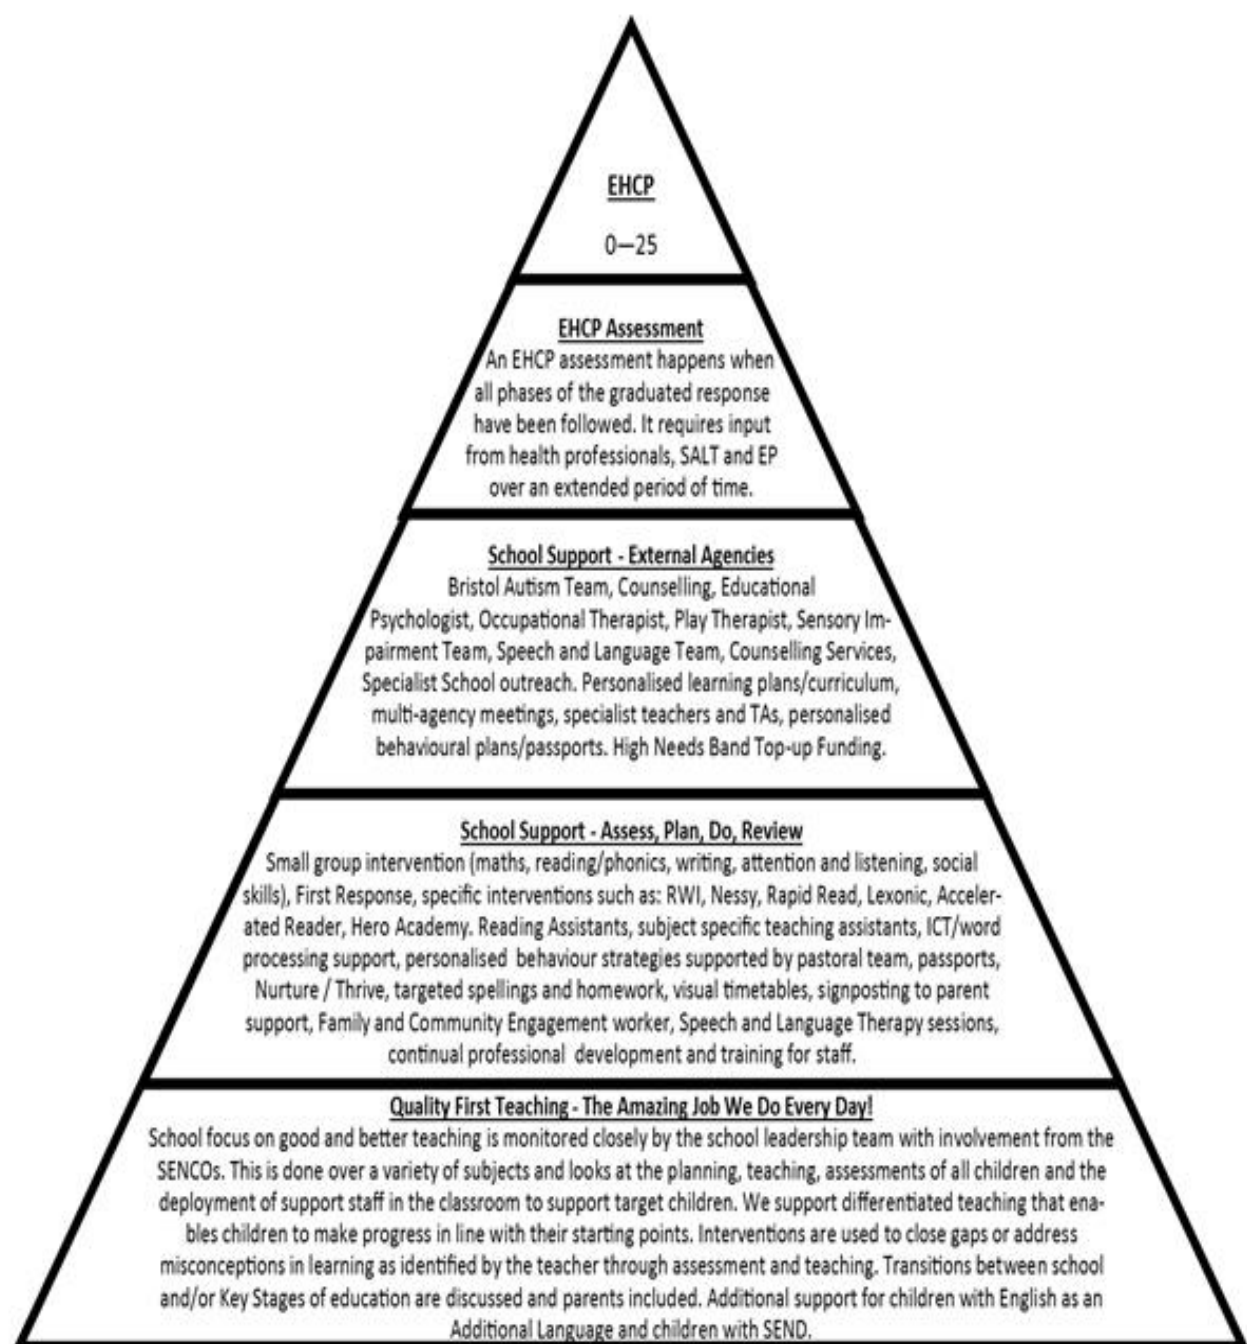 EHCP
0—25
EHCP Assessment
An EHCP assessment happens when
all phases of the graduated response
have been followed. It requires input
from health professionals, SALT and EP
over an extended period of time.
School Support - External Agencies
Bristol Autism Team, Counselling, Educational
Psychologist, Occupational Therapist, Play Therapist, Sensory Im-
pairment Team, Speech and Language Team, Counselling Services,
Specialist School outreach. Personalised learning plans/curriculum,
multi-agency meetings, specialist teachers and TAs, personalised
behavioural plans/passports. High Needs Band Top-up Funding.
School Support - Assess, Plan, Do, Review
Small group intervention (maths, reading/phonics, writing, attention and listening, social
skills), First Response, specific interventions such as: RWI, Nessy, Rapid Read, Lexonic, Acceler-
ated Reader, Hero Academy. Reading Assistants, subject specific teaching assistants, ICT/word
processing support, personalised behaviour strategies supported by pastoral team, passports,
Nurture / Thrive, targeted spellings and homework, visual timetables, signposting to parent
support, Family and Community Engagement worker, Speech and Language Therapy sessions,
continual professional development and training for staff.
Quality First Teaching - The Amazing Job We Do Every Day!
School focus on good and better teaching is monitored closely by the school leadership team with involvement from the
SENCOs. This is done over a variety of subjects and looks at the planning, teaching, assessments of all children and the
deployment of support staff in the classroom to support target children. We support differentiated teaching that ena-
bles children to make progress in line with their starting points. Interventions are used to close gaps or address
misconceptions in learning as identified by the teacher through assessment and teaching. Transitions between school
and/or Key Stages of education are discussed and parents included. Additional support for children with English as an
Additional Language and children with SEND.